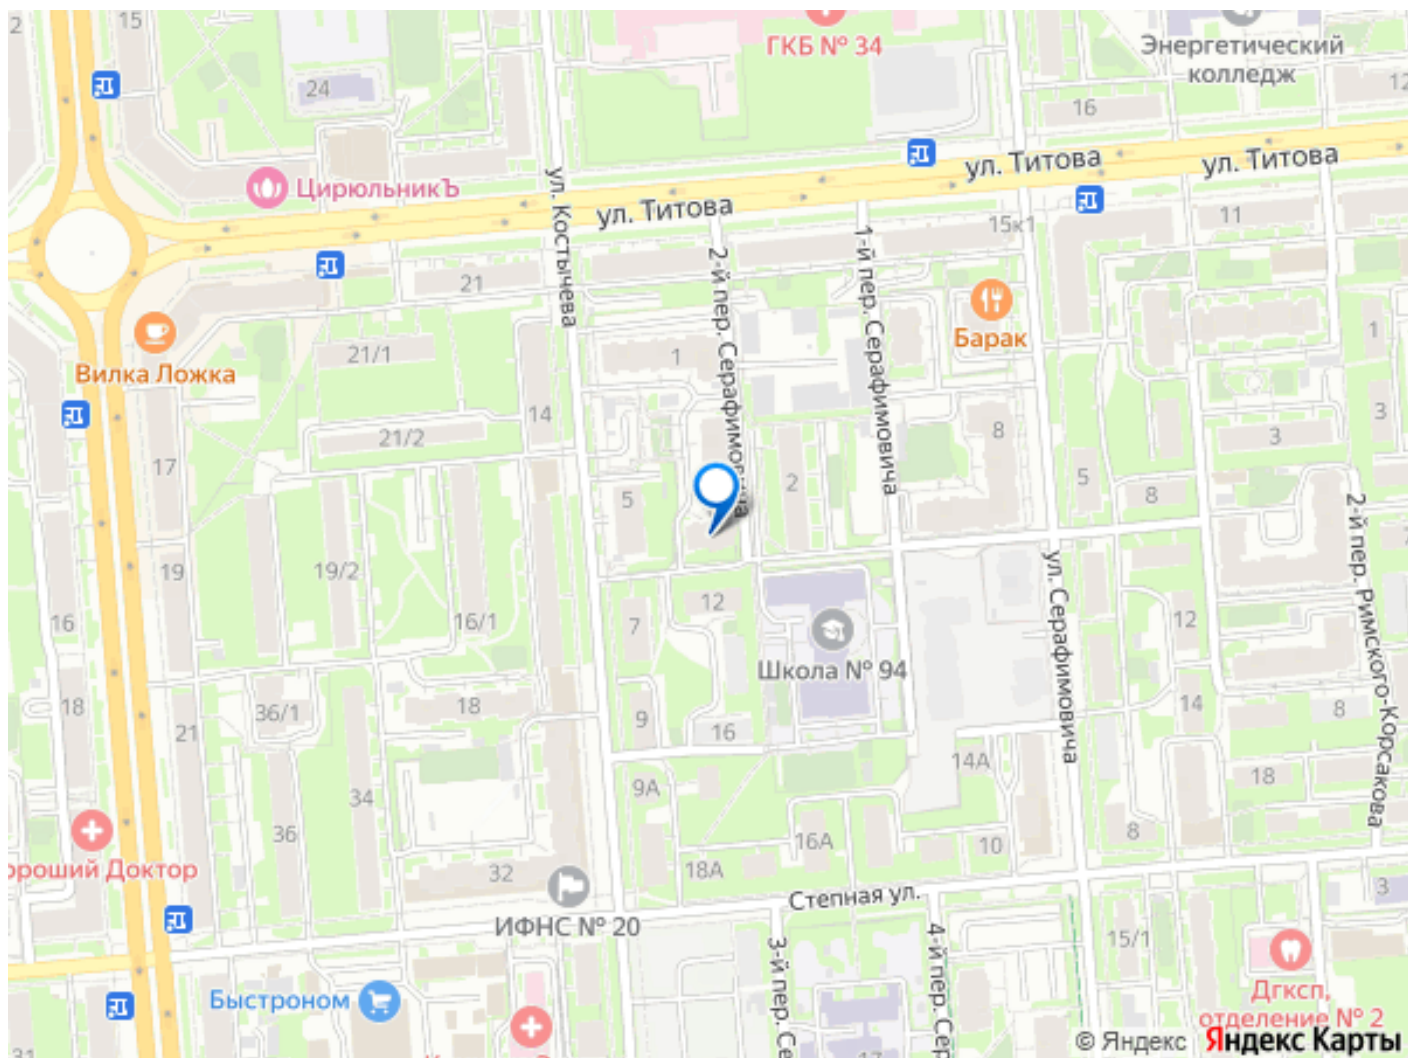 2
15
ГКБ № 34
Энергетический
колледж
24
16
12
ул. Титова
ул. Титова
ЦирюльникЪ
ул. Титова
ул. Костычева
11
15к1
2-й пер. Серафимовича
1-й пер. Серафимовича
21
Барак
1
1
21/1
Вилка Ложка
14
3
8
3
21/2
17
2
5
5
8
2-й пер. Римского-Корсакова
19
19/2
12
ул. Серафимовича
16
16/1
7
12
Школа № 94
18
36/1
18
9
16
14
8
21
14А
18
34
9А
36
16А
10
8
ороший Доктор
32
18А
Степная ул.
3
ИФНС № 20
15/1
3-й пер. Се
4-й пер. Сер
Быстроном
Дгксп,
отделение № 2
© Яндекс Яндекс Карты
31
17